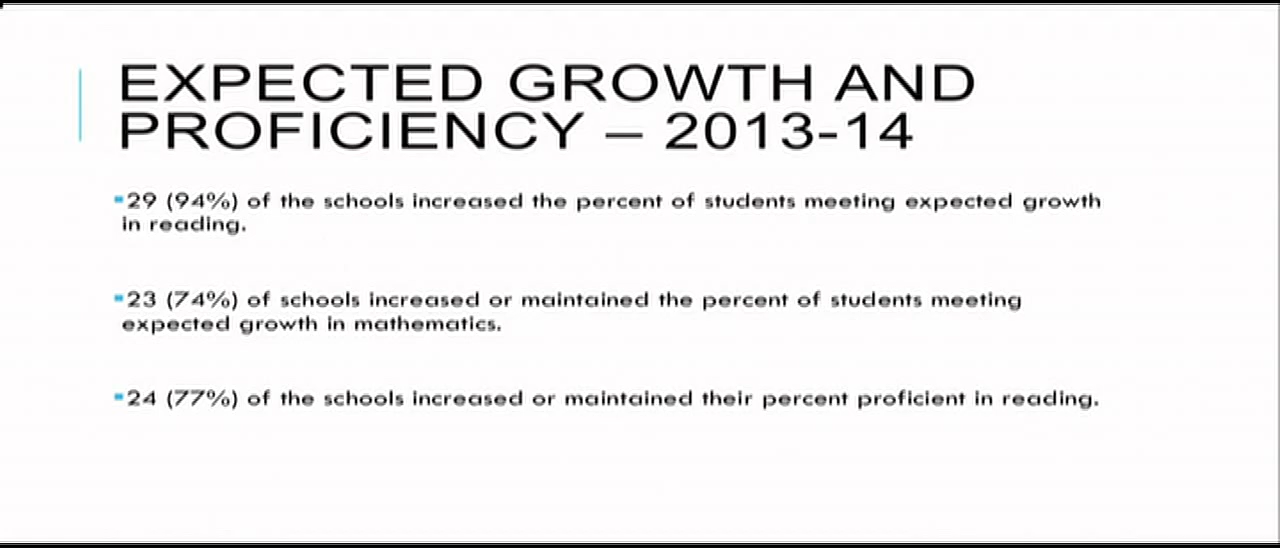 EXPECTED GROWTH AND
PROFICIENCY – 2013-14
▪29 (94%) of the schools increased the percent of students meeting expected growth
in reading.
▪23 (74%) of schools increased or maintained the percent of students meeting
expected growth in mathematics.
▪24 (77%) of the schools increased or maintained their percent proficient in reading.